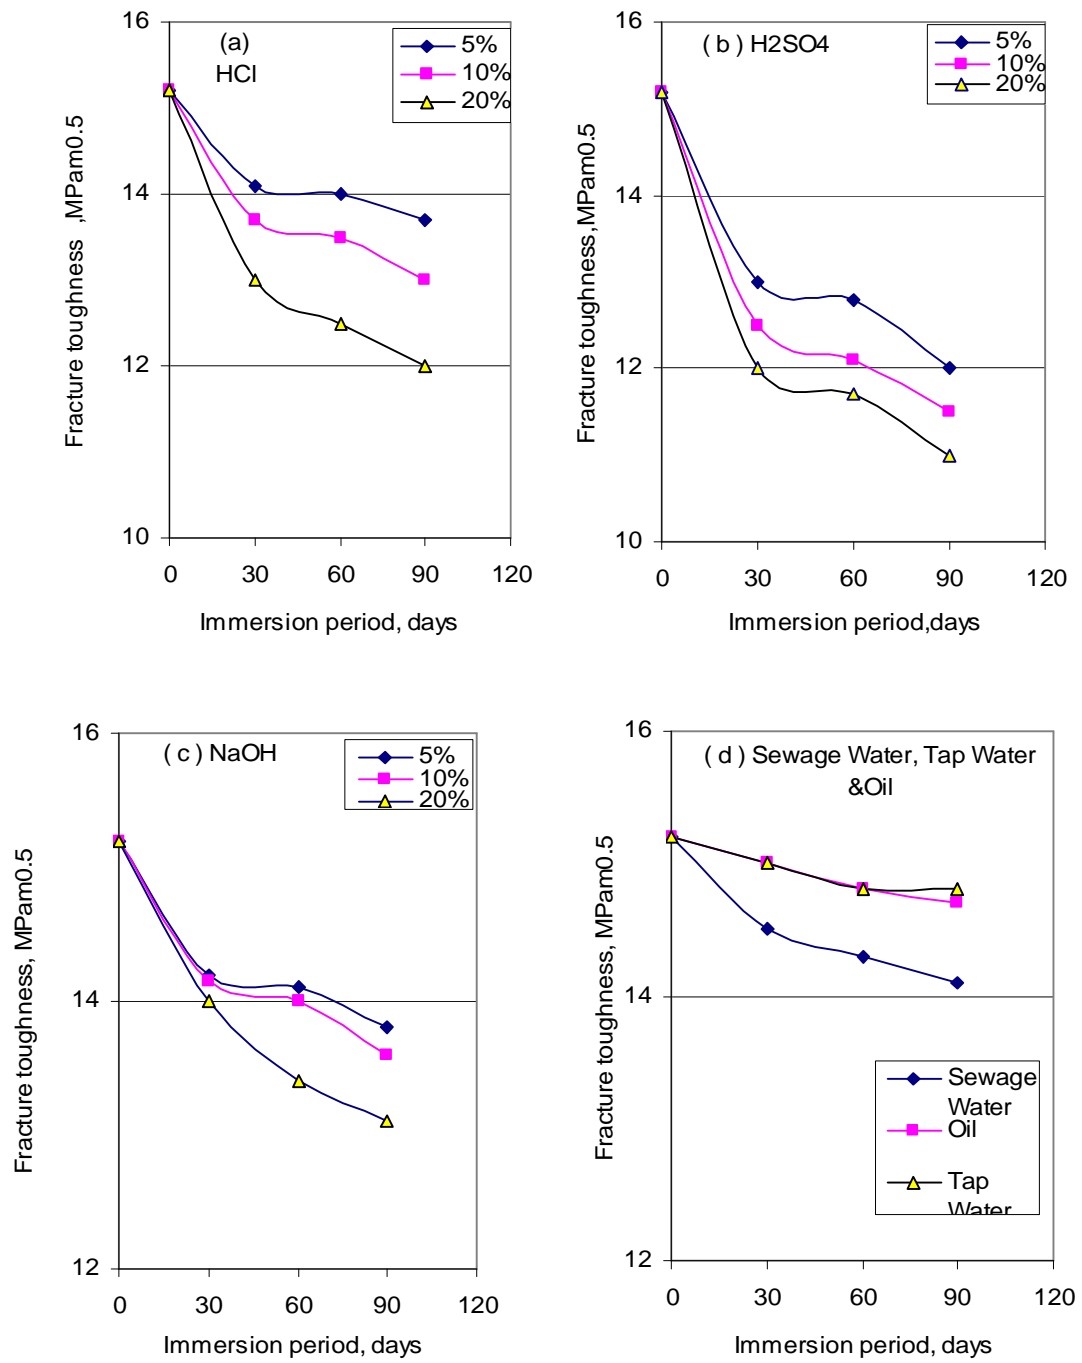 16
14
12
10
Fracture toughness ,MPam0.5
(a)
HCl
5%
10%
20%
0 30 60 90 120
Immersion period, days
16
14
12
10
Fracture toughness,MPam0.5
( b ) H2SO4
5%
10%
20%
0 30 60 90 120
Immersion period,days
16
14
12
Fracture toughness, MPam0.5
( c ) NaOH
5%
10%
20%
0 30 60 90 120
Immersion period, days
16
14
12
Fracture toughness, MPam0.5
( d ) Sewage Water, Tap Water
&Oil
Sewage
Water
Oil
Tap
Water
0 30 60 90 120
Immersion period, days